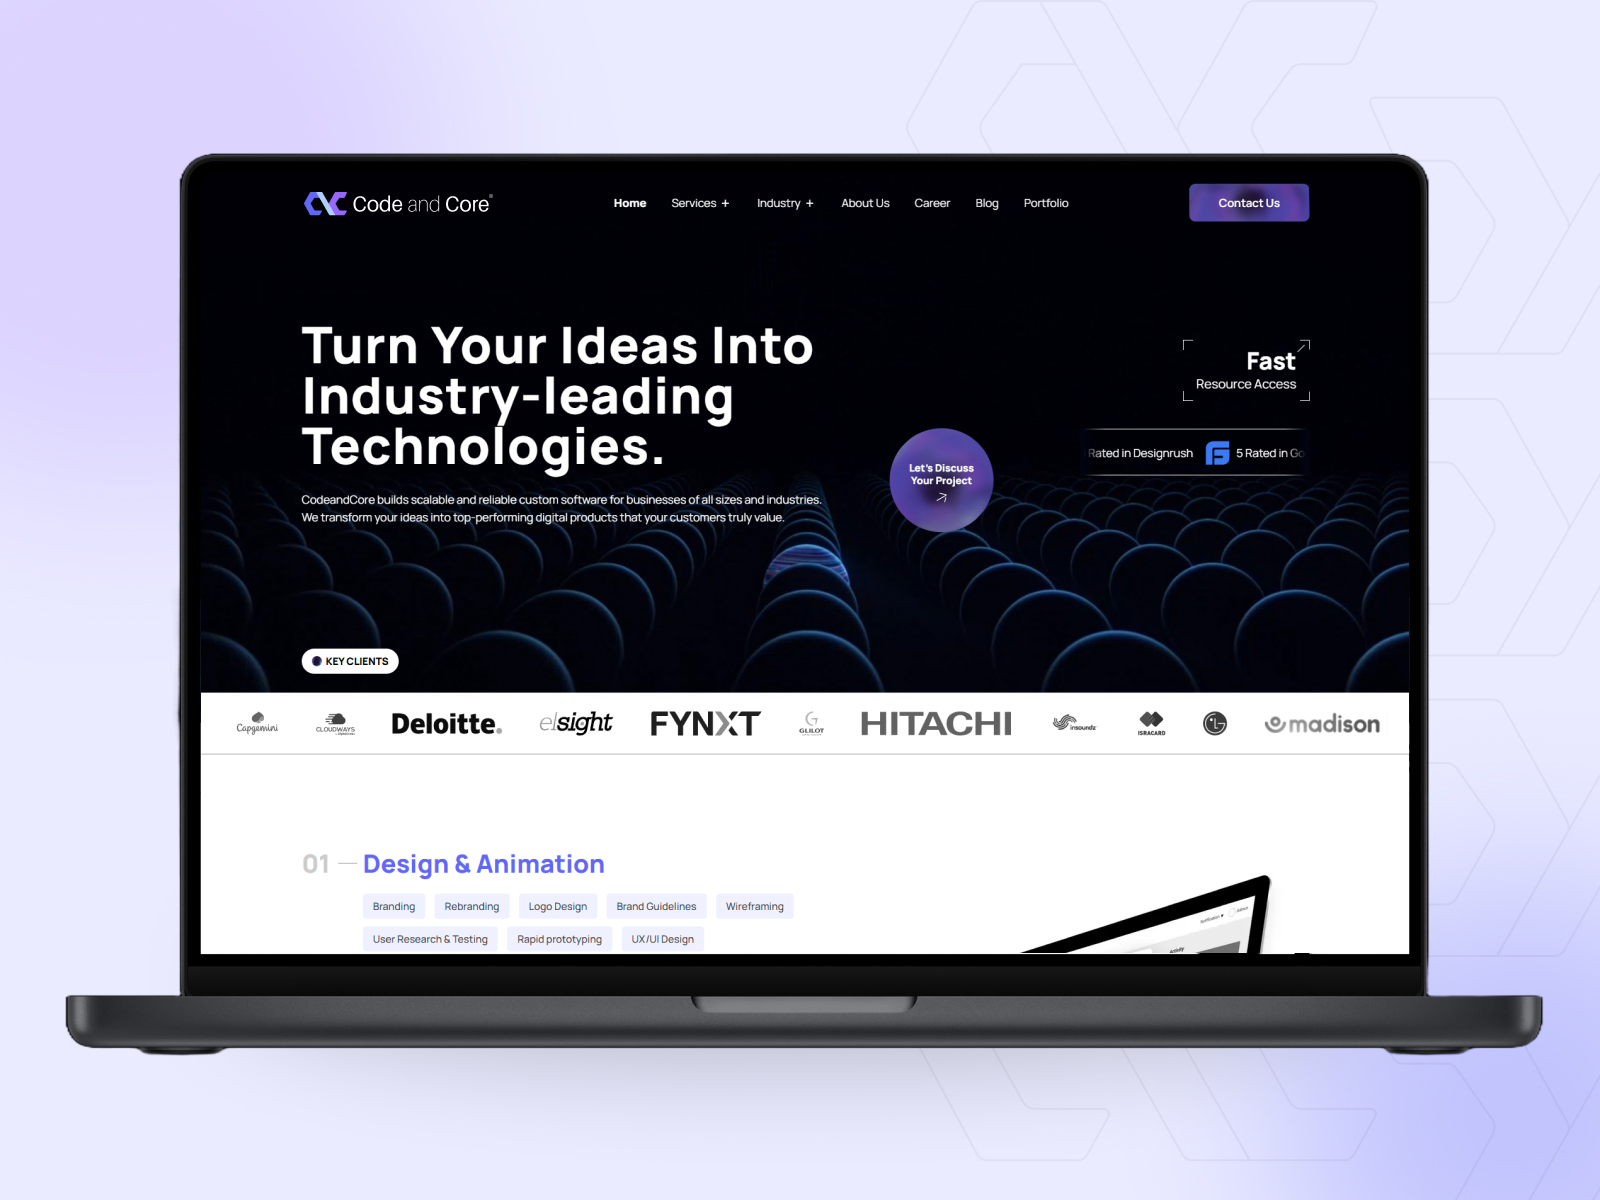 Code and Core®
Home
Services +
Industry +
About Us
Career
Blog
Portfolio
Contact Us
Turn Your Ideas Into
Industry-leading
Technologies.
CodeandCore builds scalable and reliable custom software for businesses of all sizes and industries.
We transform your ideas into top-performing digital products that your customers truly value.
Let's Discuss
Your Project
Fast
Resource Access
Rated in Designrush
5 Rated in Go
KEY CLIENTS
Capgemini
CLOUDWAYS
Deloitte.
elsight
FYNXT
G
GLILOT
HITACHI
insoundz
ISRACARD
LG
madison
01 — Design & Animation
Branding
Rebranding
Logo Design
Brand Guidelines
Wireframing
User Research & Testing
Rapid prototyping
UX/UI Design
Notification
Activity